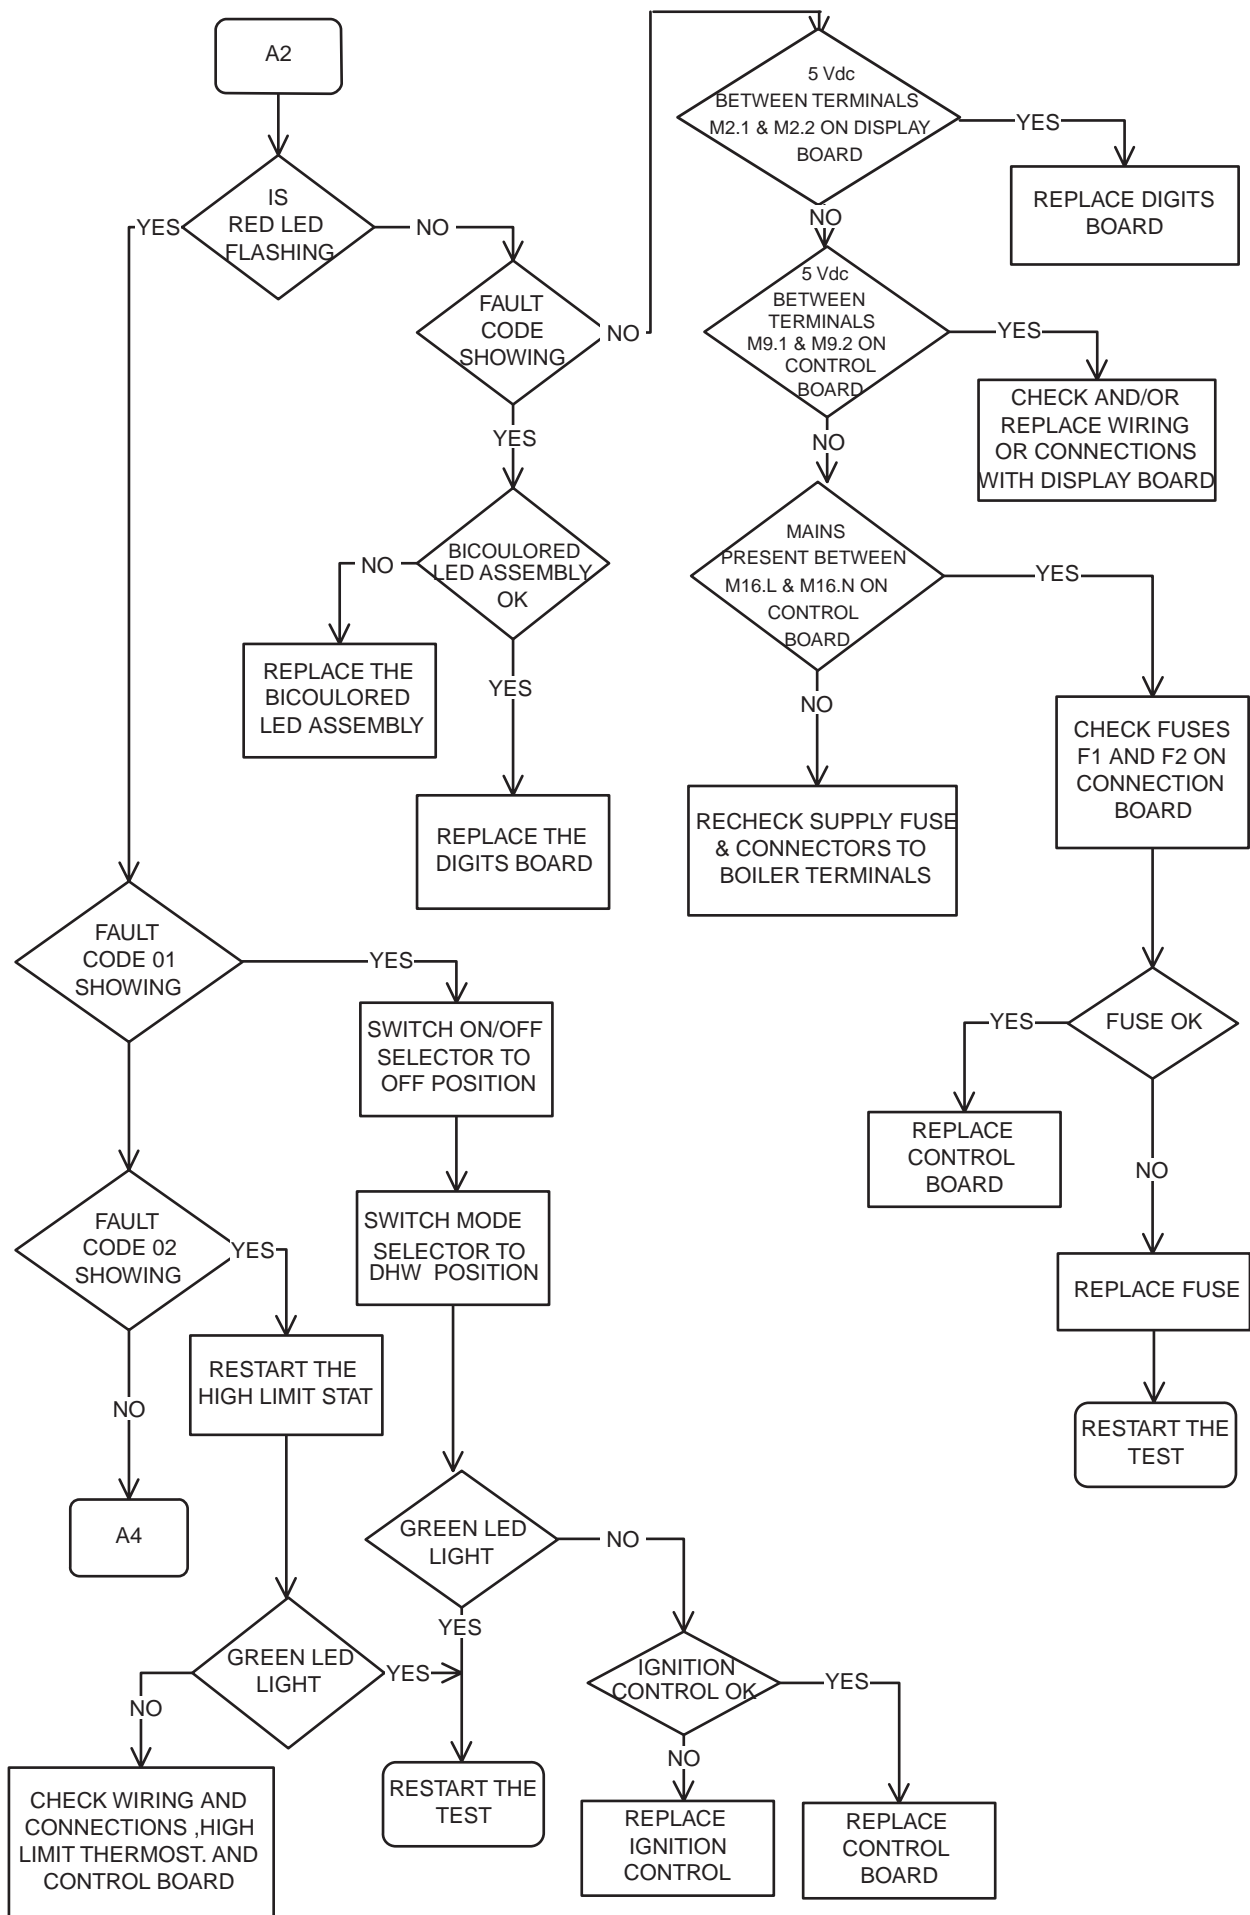 A2
IS
RED LED
FLASHING
YES
NO
FAULT
CODE
SHOWING
NO
YES
BICOULORED
LED ASSEMBLY
OK
NO
REPLACE THE
BICOULORED
LED ASSEMBLY
YES
REPLACE THE
DIGITS BOARD
5 Vdc
BETWEEN TERMINALS
M2.1 & M2.2 ON DISPLAY
BOARD
YES
REPLACE DIGITS
BOARD
NO
5 Vdc
BETWEEN
TERMINALS
M9.1 & M9.2 ON
CONTROL
BOARD
YES
CHECK AND/OR
REPLACE WIRING
OR CONNECTIONS
WITH DISPLAY BOARD
NO
MAINS
PRESENT BETWEEN
M16.L & M16.N ON
CONTROL
BOARD
YES
NO
RECHECK SUPPLY FUSE
& CONNECTORS TO
BOILER TERMINALS
CHECK FUSES
F1 AND F2 ON
CONNECTION
BOARD
FUSE OK
YES
REPLACE
CONTROL
BOARD
NO
REPLACE FUSE
RESTART THE
TEST
FAULT
CODE 01
SHOWING
YES
SWITCH ON/OFF
SELECTOR TO
OFF POSITION
SWITCH MODE
SELECTOR TO
DHW POSITION
FAULT
CODE 02
SHOWING
YES
RESTART THE
HIGH LIMIT STAT
NO
A4
GREEN LED
LIGHT
NO
YES
GREEN LED
LIGHT
YES
NO
CHECK WIRING AND
CONNECTIONS ,HIGH
LIMIT THERMOST. AND
CONTROL BOARD
RESTART THE
TEST
IGNITION
CONTROL OK
YES
NO
REPLACE
IGNITION
CONTROL
REPLACE
CONTROL
BOARD